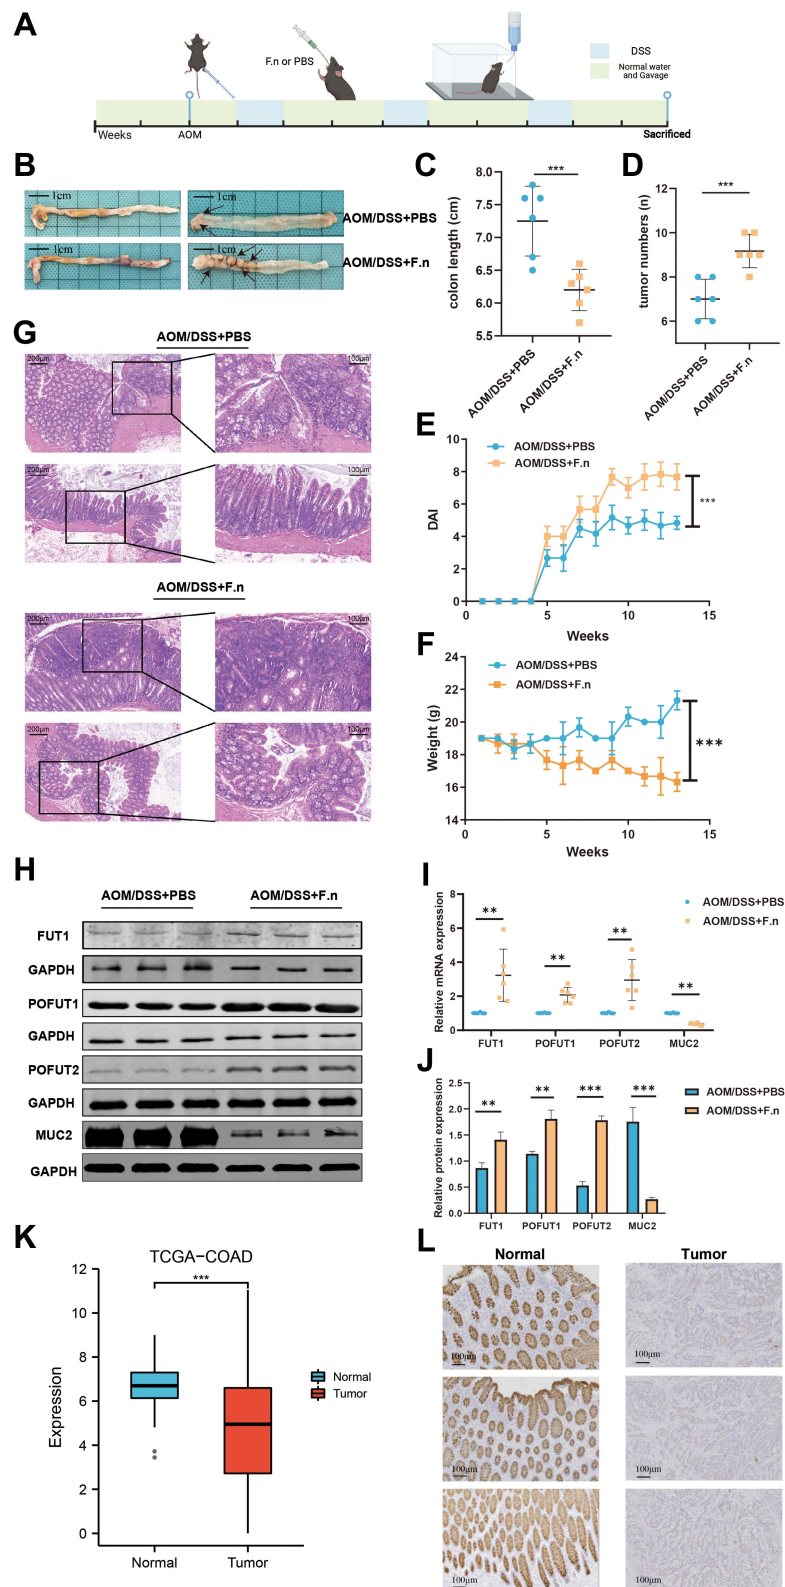 A
F.n or PBS
DSS
Normal water
and Gavage
Weeks
AOM
Sacrificed
B
1cm
1cm
AOM/DSS+PBS
1cm
1cm
AOM/DSS+F.n
C
8.0
7.5
7.0
6.5
6.0
5.5
colon length (cm)
***
AOM/DSS+PBS
AOM/DSS+F.n
D
12
10
8
6
tumor numbers (n)
***
AOM/DSS+PBS
AOM/DSS+F.n
G
AOM/DSS+PBS
200μm
100μm
200μm
100μm
AOM/DSS+F.n
200μm
100μm
200μm
100μm
E
AOM/DSS+PBS
AOM/DSS+F.n
10
8
6
4
2
0
DAI
***
0
5
10
15
Weeks
F
AOM/DSS+PBS
AOM/DSS+F.n
24
22
20
18
16
14
Weight (g)
***
0
5
10
15
Weeks
H
AOM/DSS+PBS
AOM/DSS+F.n
FUT1
GAPDH
POFUT1
GAPDH
POFUT2
GAPDH
MUC2
GAPDH
I
8
6
4
2
0
Relative mRNA expression
**
**
**
**
AOM/DSS+PBS
AOM/DSS+F.n
FUT1
POFUT1
POFUT2
MUC2
J
2.5
2.0
1.5
1.0
0.5
0.0
Relative protein expression
**
**
***
***
AOM/DSS+PBS
AOM/DSS+F.n
FUT1
POFUT1
POFUT2
MUC2
K
TCGA−COAD
12
10
8
6
4
2
0
Expression
***
Normal
Tumor
Normal
Tumor
L
Normal
Tumor
100μm
100μm
100μm
100μm
100μm
100μm